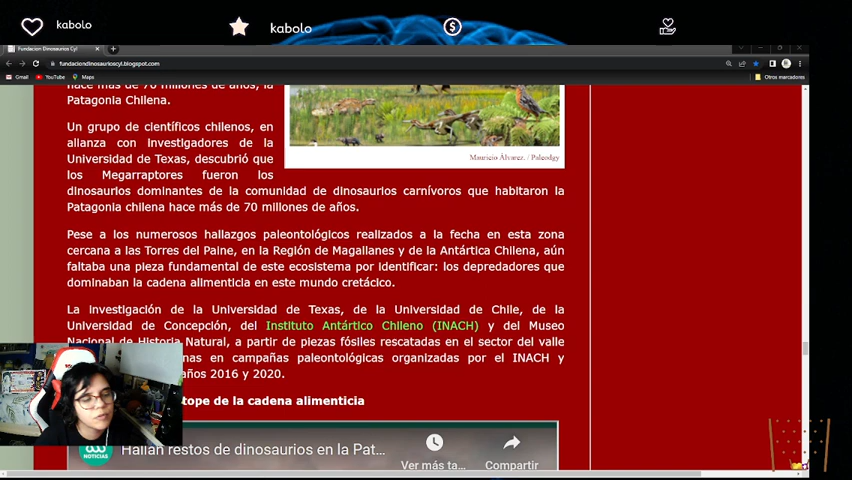 kabolo
kabolo
Fundacion Dinosaurios Cyl
fundaciondinosaurioscyl.blogspot.com
Gmail YouTube Maps Otros marcadores
hace más de 70 millones de años, la
Patagonia Chilena.
Un grupo de científicos chilenos, en
alianza con investigadores de la
Universidad de Texas, descubrió que
los Megarraptores fueron los
dinosaurios dominantes de la comunidad de dinosaurios carnívoros que habitaron la
Patagonia chilena hace más de 70 millones de años.
Mauricio Álvarez. / Paleodgy
Pese a los numerosos hallazgos paleontológicos realizados a la fecha en esta zona
cercana a las Torres del Paine, en la Región de Magallanes y de la Antártica Chilena, aún
faltaba una pieza fundamental de este ecosistema por identificar: los depredadores que
dominaban la cadena alimenticia en este mundo cretácico.
La investigación de la Universidad de Texas, de la Universidad de Chile, de la
Universidad de Concepción, del Instituto Antártico Chileno (INACH) y del Museo
Nacional de Historia Natural, a partir de piezas fósiles rescatadas en el sector del valle
nas en campañas paleontológicas organizadas por el INACH y
años 2016 y 2020.
tope de la cadena alimenticia
NOTICIAS
Hallan restos de dinosaurios en la Pat...
Ver más ta...
Compartir